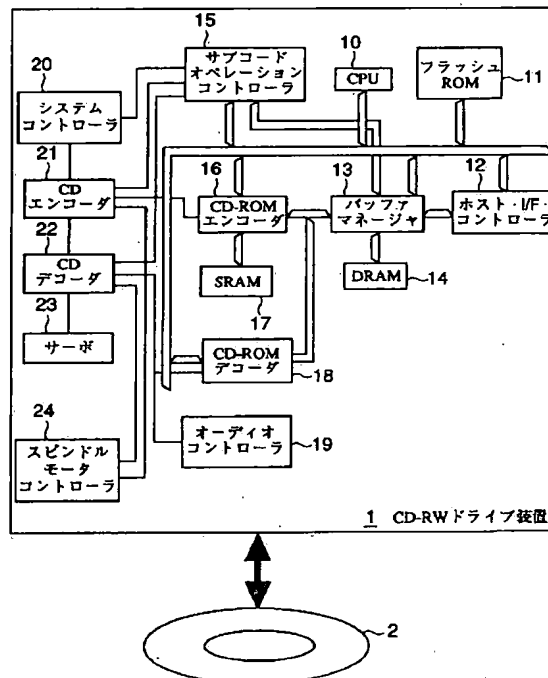 15
サブコード
オペレーション
コントローラ
10
CPU
フラッシュ
ROM
11
20
システム
コントローラ
21
CD
エンコーダ
16
CD-ROM
エンコーダ
13
バッファ
マネージャ
12
ホスト・I/F・
コントローラ
22
CD
デコーダ
SRAM
17
DRAM
14
23
サーボ
CD-ROM
デコーダ
18
24
スピンドル
モータ
コントローラ
オーディオ
コントローラ
19
1 CD-RWドライブ装置
2